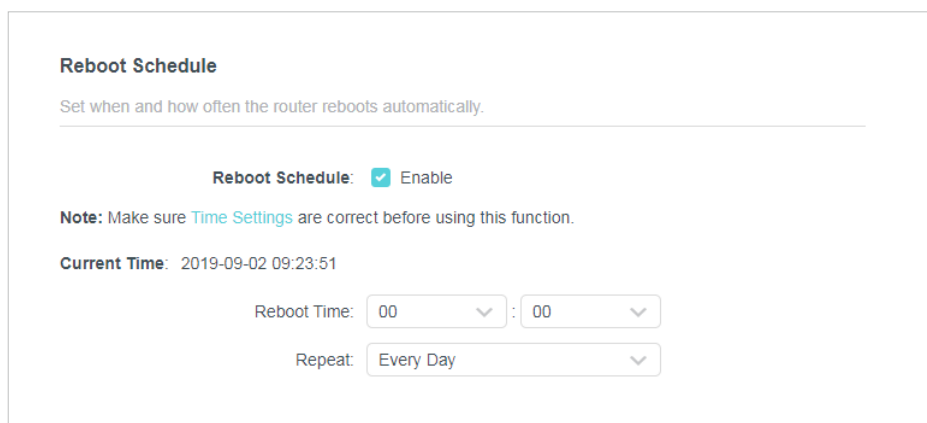 Reboot Schedule
Set when and how often the router reboots automatically.
Reboot Schedule: Enable
Note: Make sure Time Settings are correct before using this function.
Current Time: 2019-09-02 09:23:51
Reboot Time: 00 : 00
Repeat: Every Day